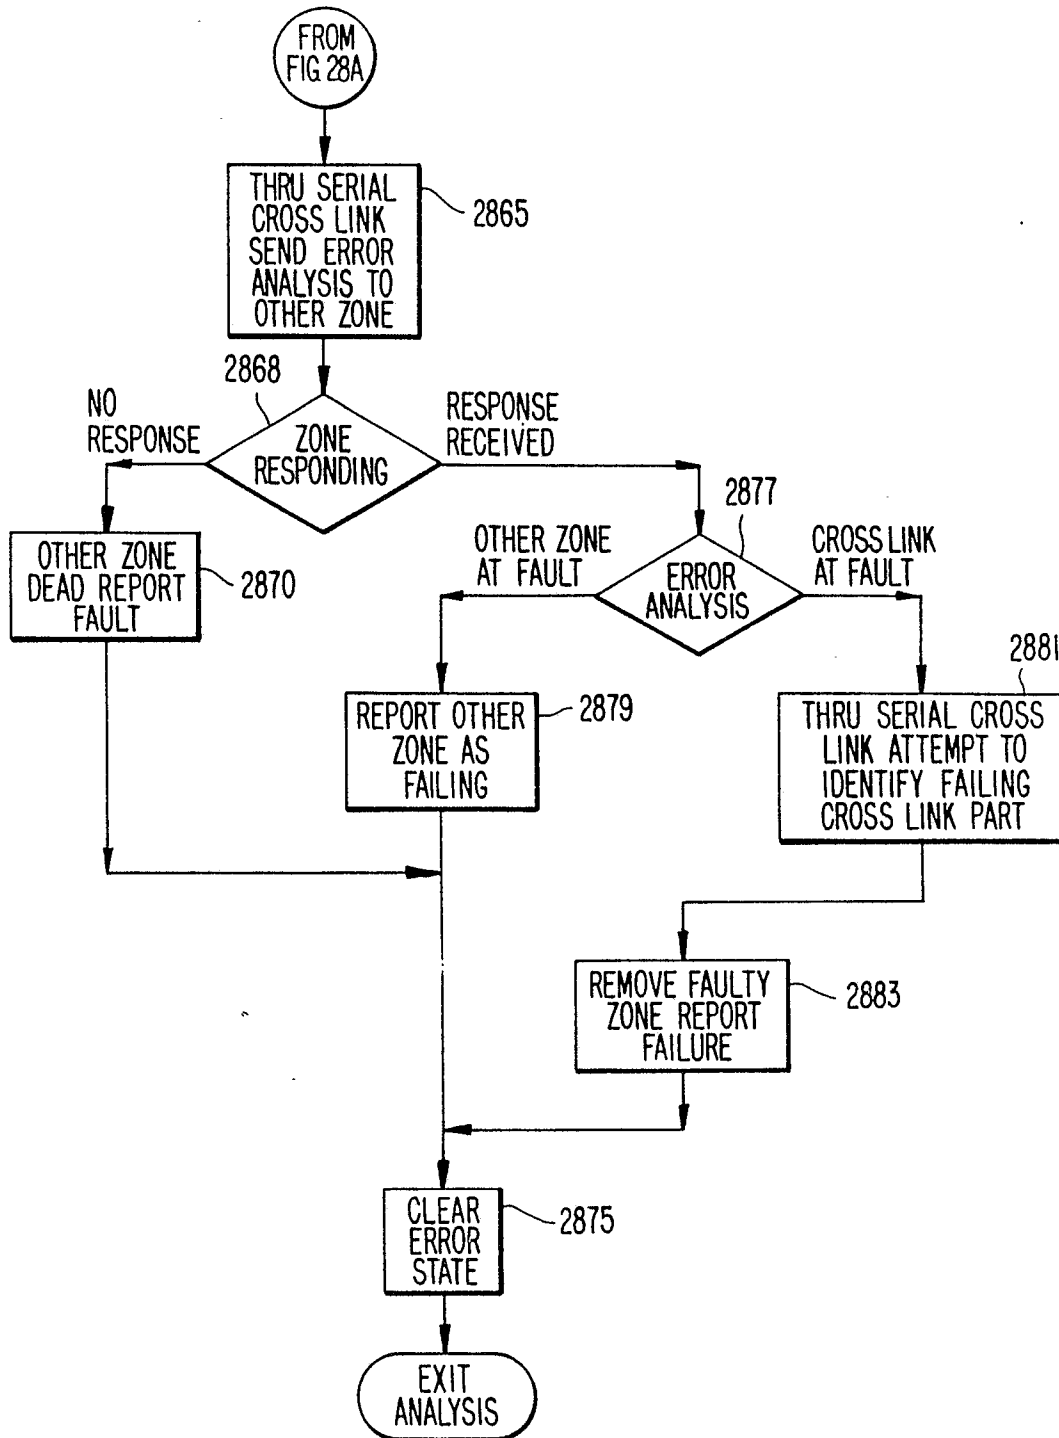 FROM
FIG. 28A
THRU SERIAL
CROSS LINK
SEND ERROR
ANALYSIS TO
OTHER ZONE
2865
2868
NO
RESPONSE
ZONE
RESPONDING
RESPONSE
RECEIVED
2877
OTHER ZONE
DEAD REPORT
FAULT
2870
OTHER ZONE
AT FAULT
ERROR
ANALYSIS
CROSS LINK
AT FAULT
2881
REPORT OTHER
ZONE AS
FAILING
2879
THRU SERIAL CROSS
LINK ATTEMPT TO
IDENTIFY FAILING
CROSS LINK PART
REMOVE FAULTY
ZONE REPORT
FAILURE
2883
CLEAR
ERROR
STATE
2875
EXIT
ANALYSIS